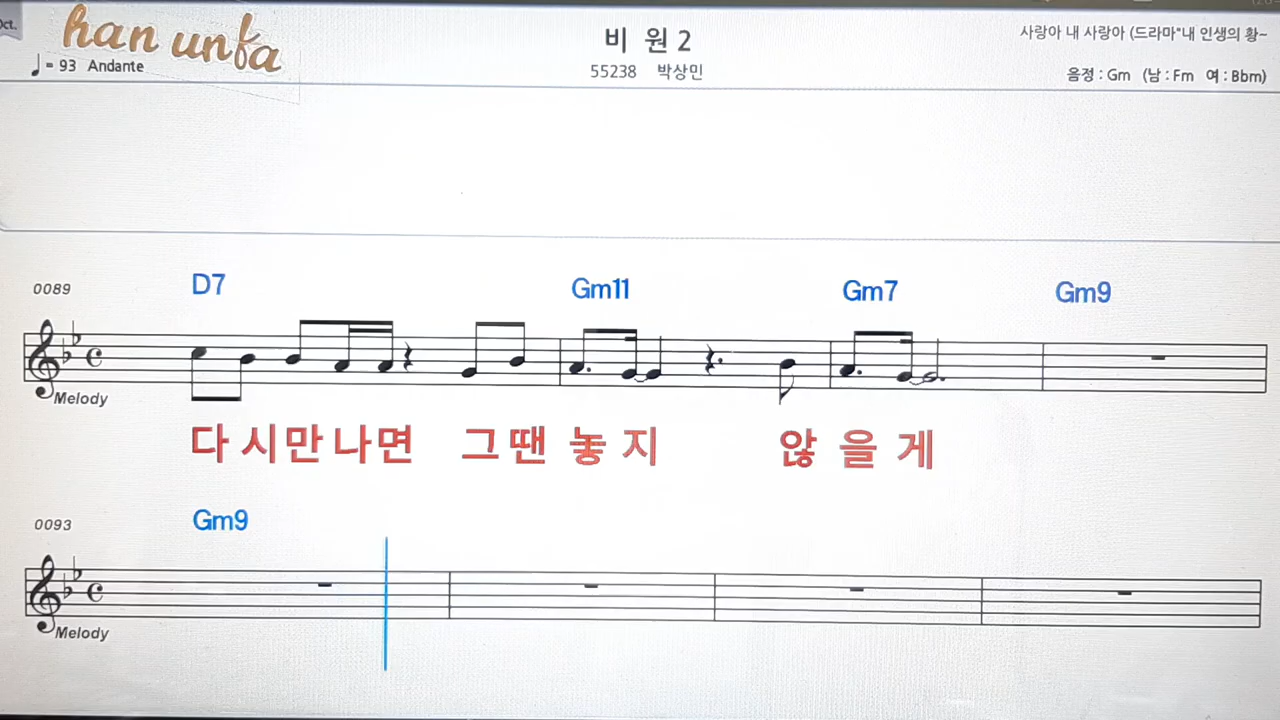 Oct.
han unfa
비 원 2
사랑아 내 사랑아 (드라마"내 인생의 황~
♩= 93 Andante
55238 박상민
음정 : Gm (남 : Fm 여 : Bbm)
0089 D7 Gm11 Gm7 Gm9
Melody
다 시 만 나 면 그 땐 놓 지 않 을 게
0093 Gm9
Melody